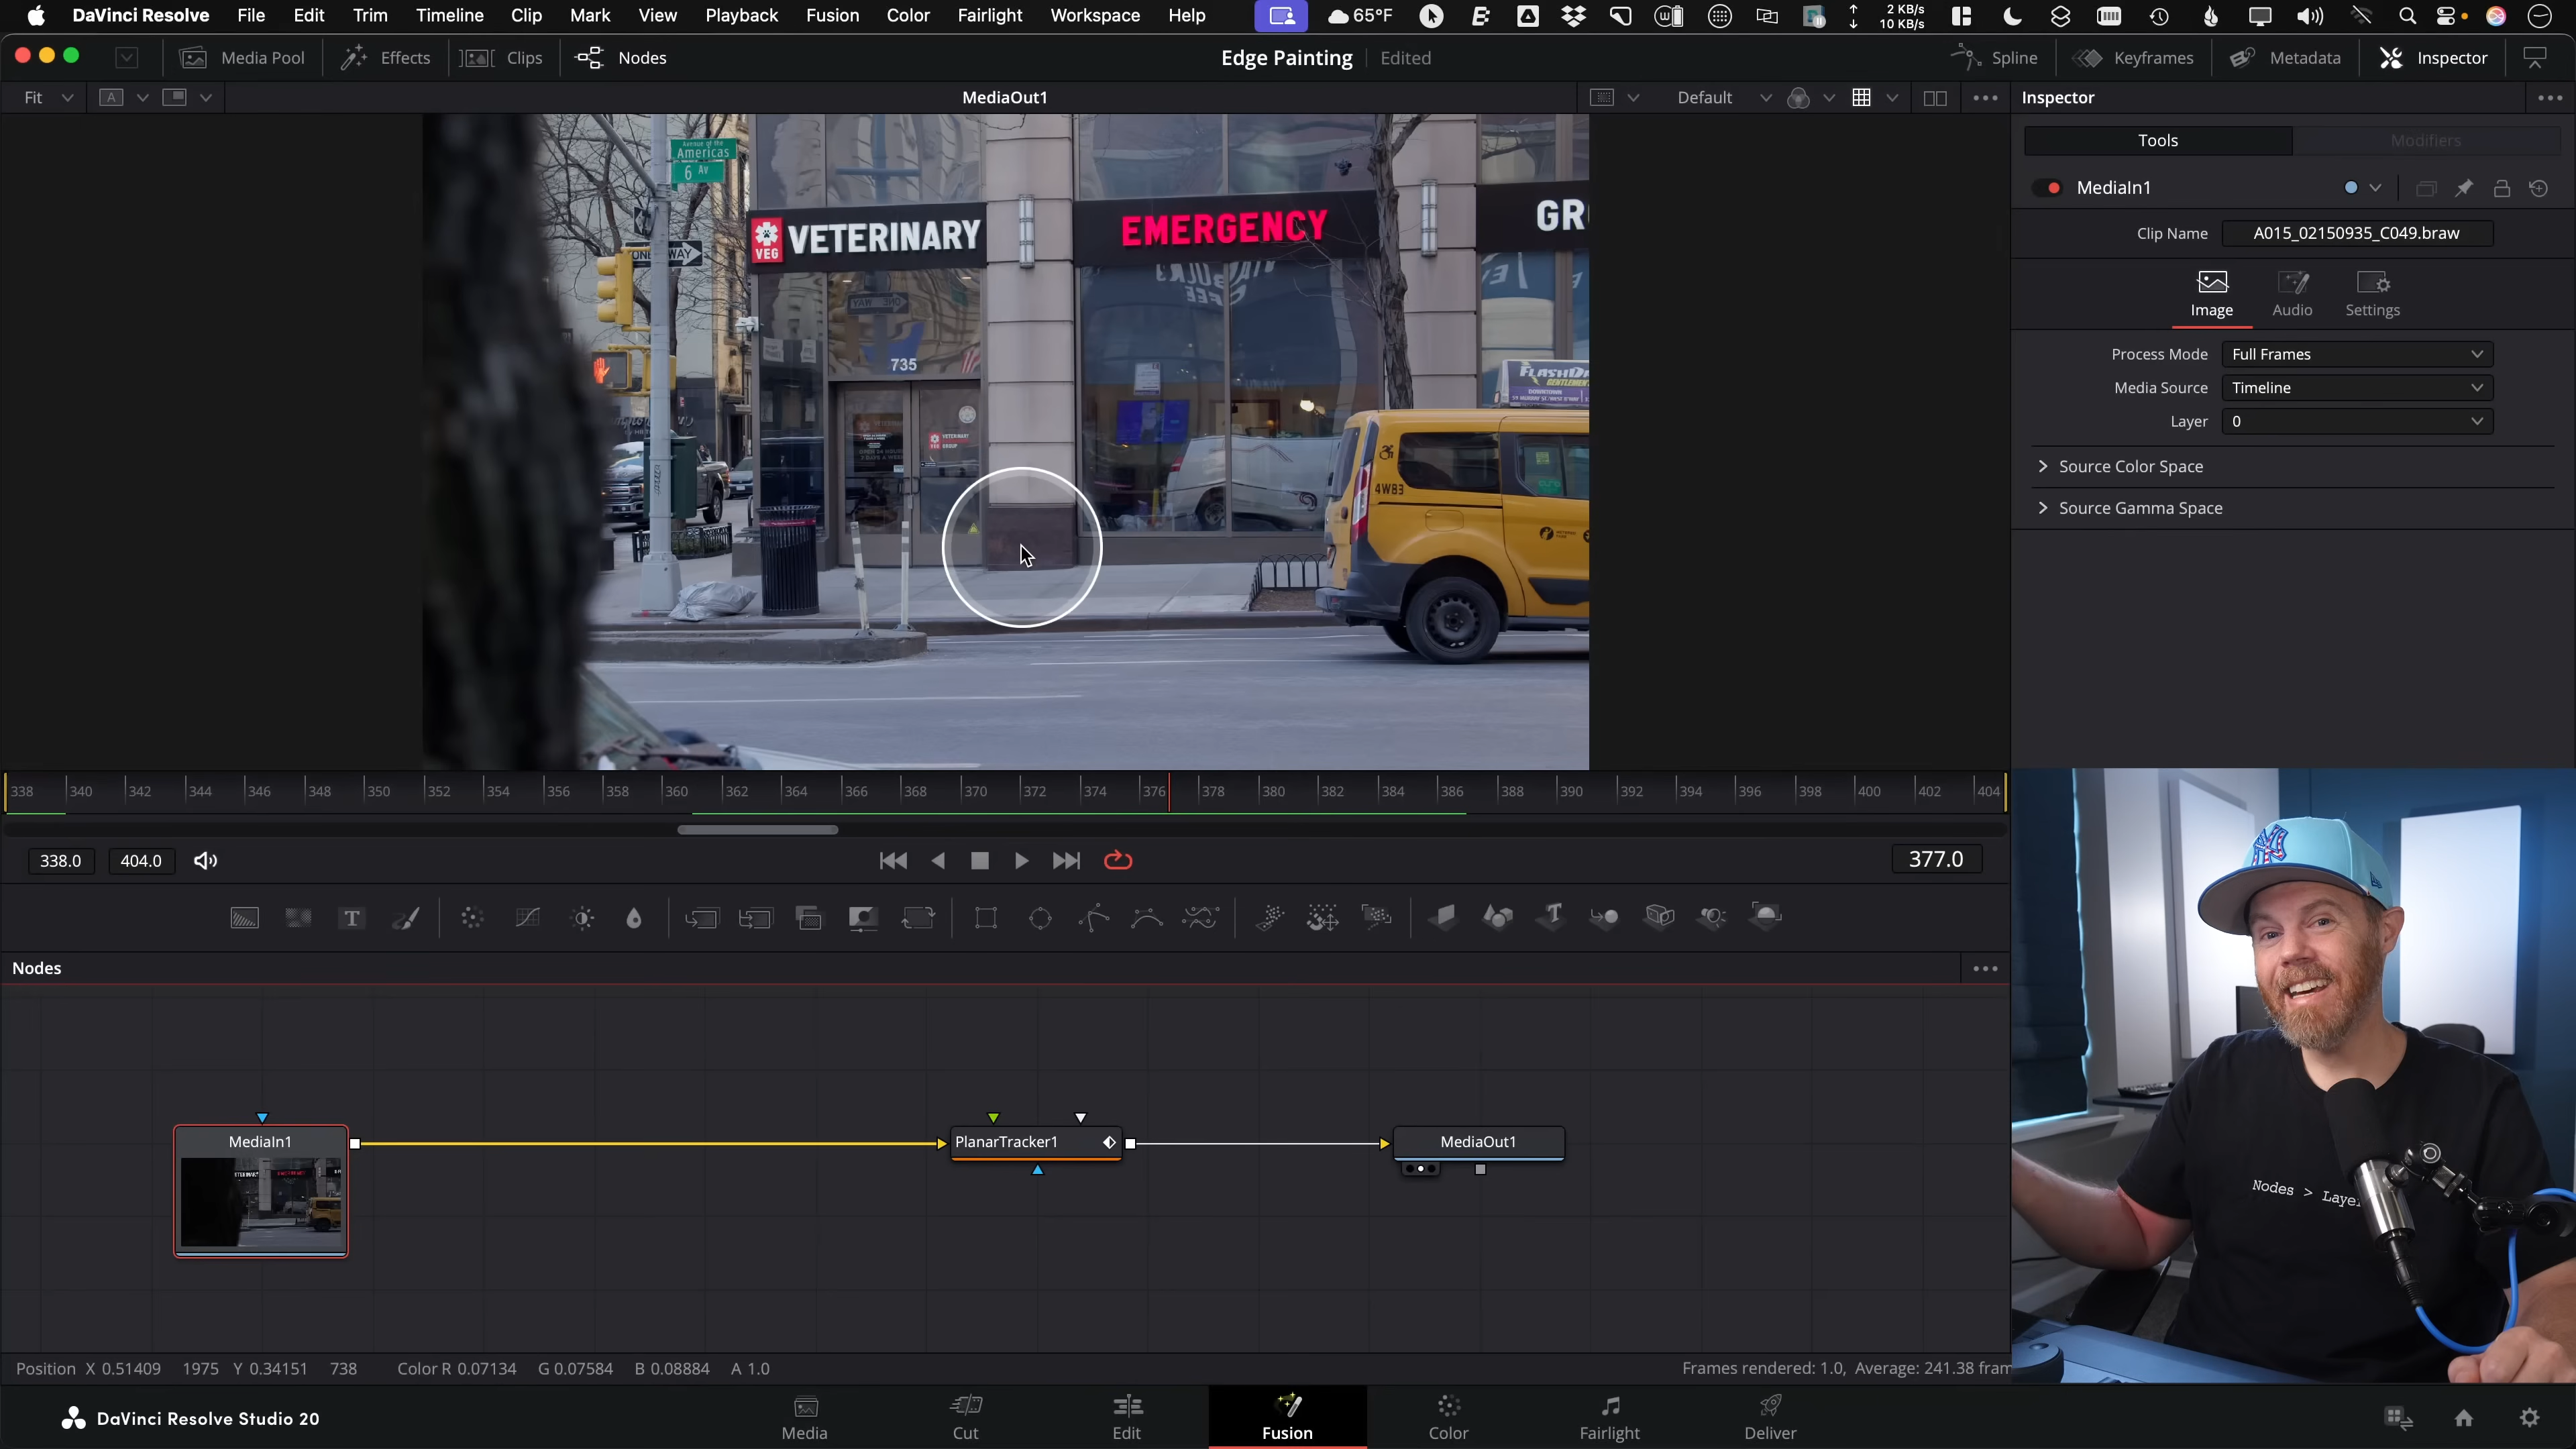 DaVinci Resolve File Edit Trim Timeline Clip Mark View Playback Fusion Color Fairlight Workspace Help 65°F 2 KB/s 10 KB/s
Media Pool Effects Clips Nodes Edge Painting Edited Spline Keyframes Metadata Inspector
Fit A MediaOut1 Default Inspector
Tools Modifiers
MediaIn1
Clip Name A015_02150935_C049.braw
Image Audio Settings
Process Mode Full Frames
Media Source Timeline
Layer 0
Source Color Space
Source Gamma Space
Avenue of the
Americas
6 Av
ONE WAY
VEG
VETERINARY
EMERGENCY
GR
735
4WB3
338 340 342 344 346 348 350 352 354 356 358 360 362 364 366 368 370 372 374 376 378 380 382 384 386 388 390 392 394 396 398 400 402 404
338.0 404.0 377.0
Nodes
MediaIn1 PlanarTracker1 MediaOut1
Nodes > Laye
Position X 0.51409 1975 Y 0.34151 738 Color R 0.07134 G 0.07584 B 0.08884 A 1.0 Frames rendered: 1.0, Average: 241.38 fram
DaVinci Resolve Studio 20 Media Cut Edit Fusion Color Fairlight Deliver